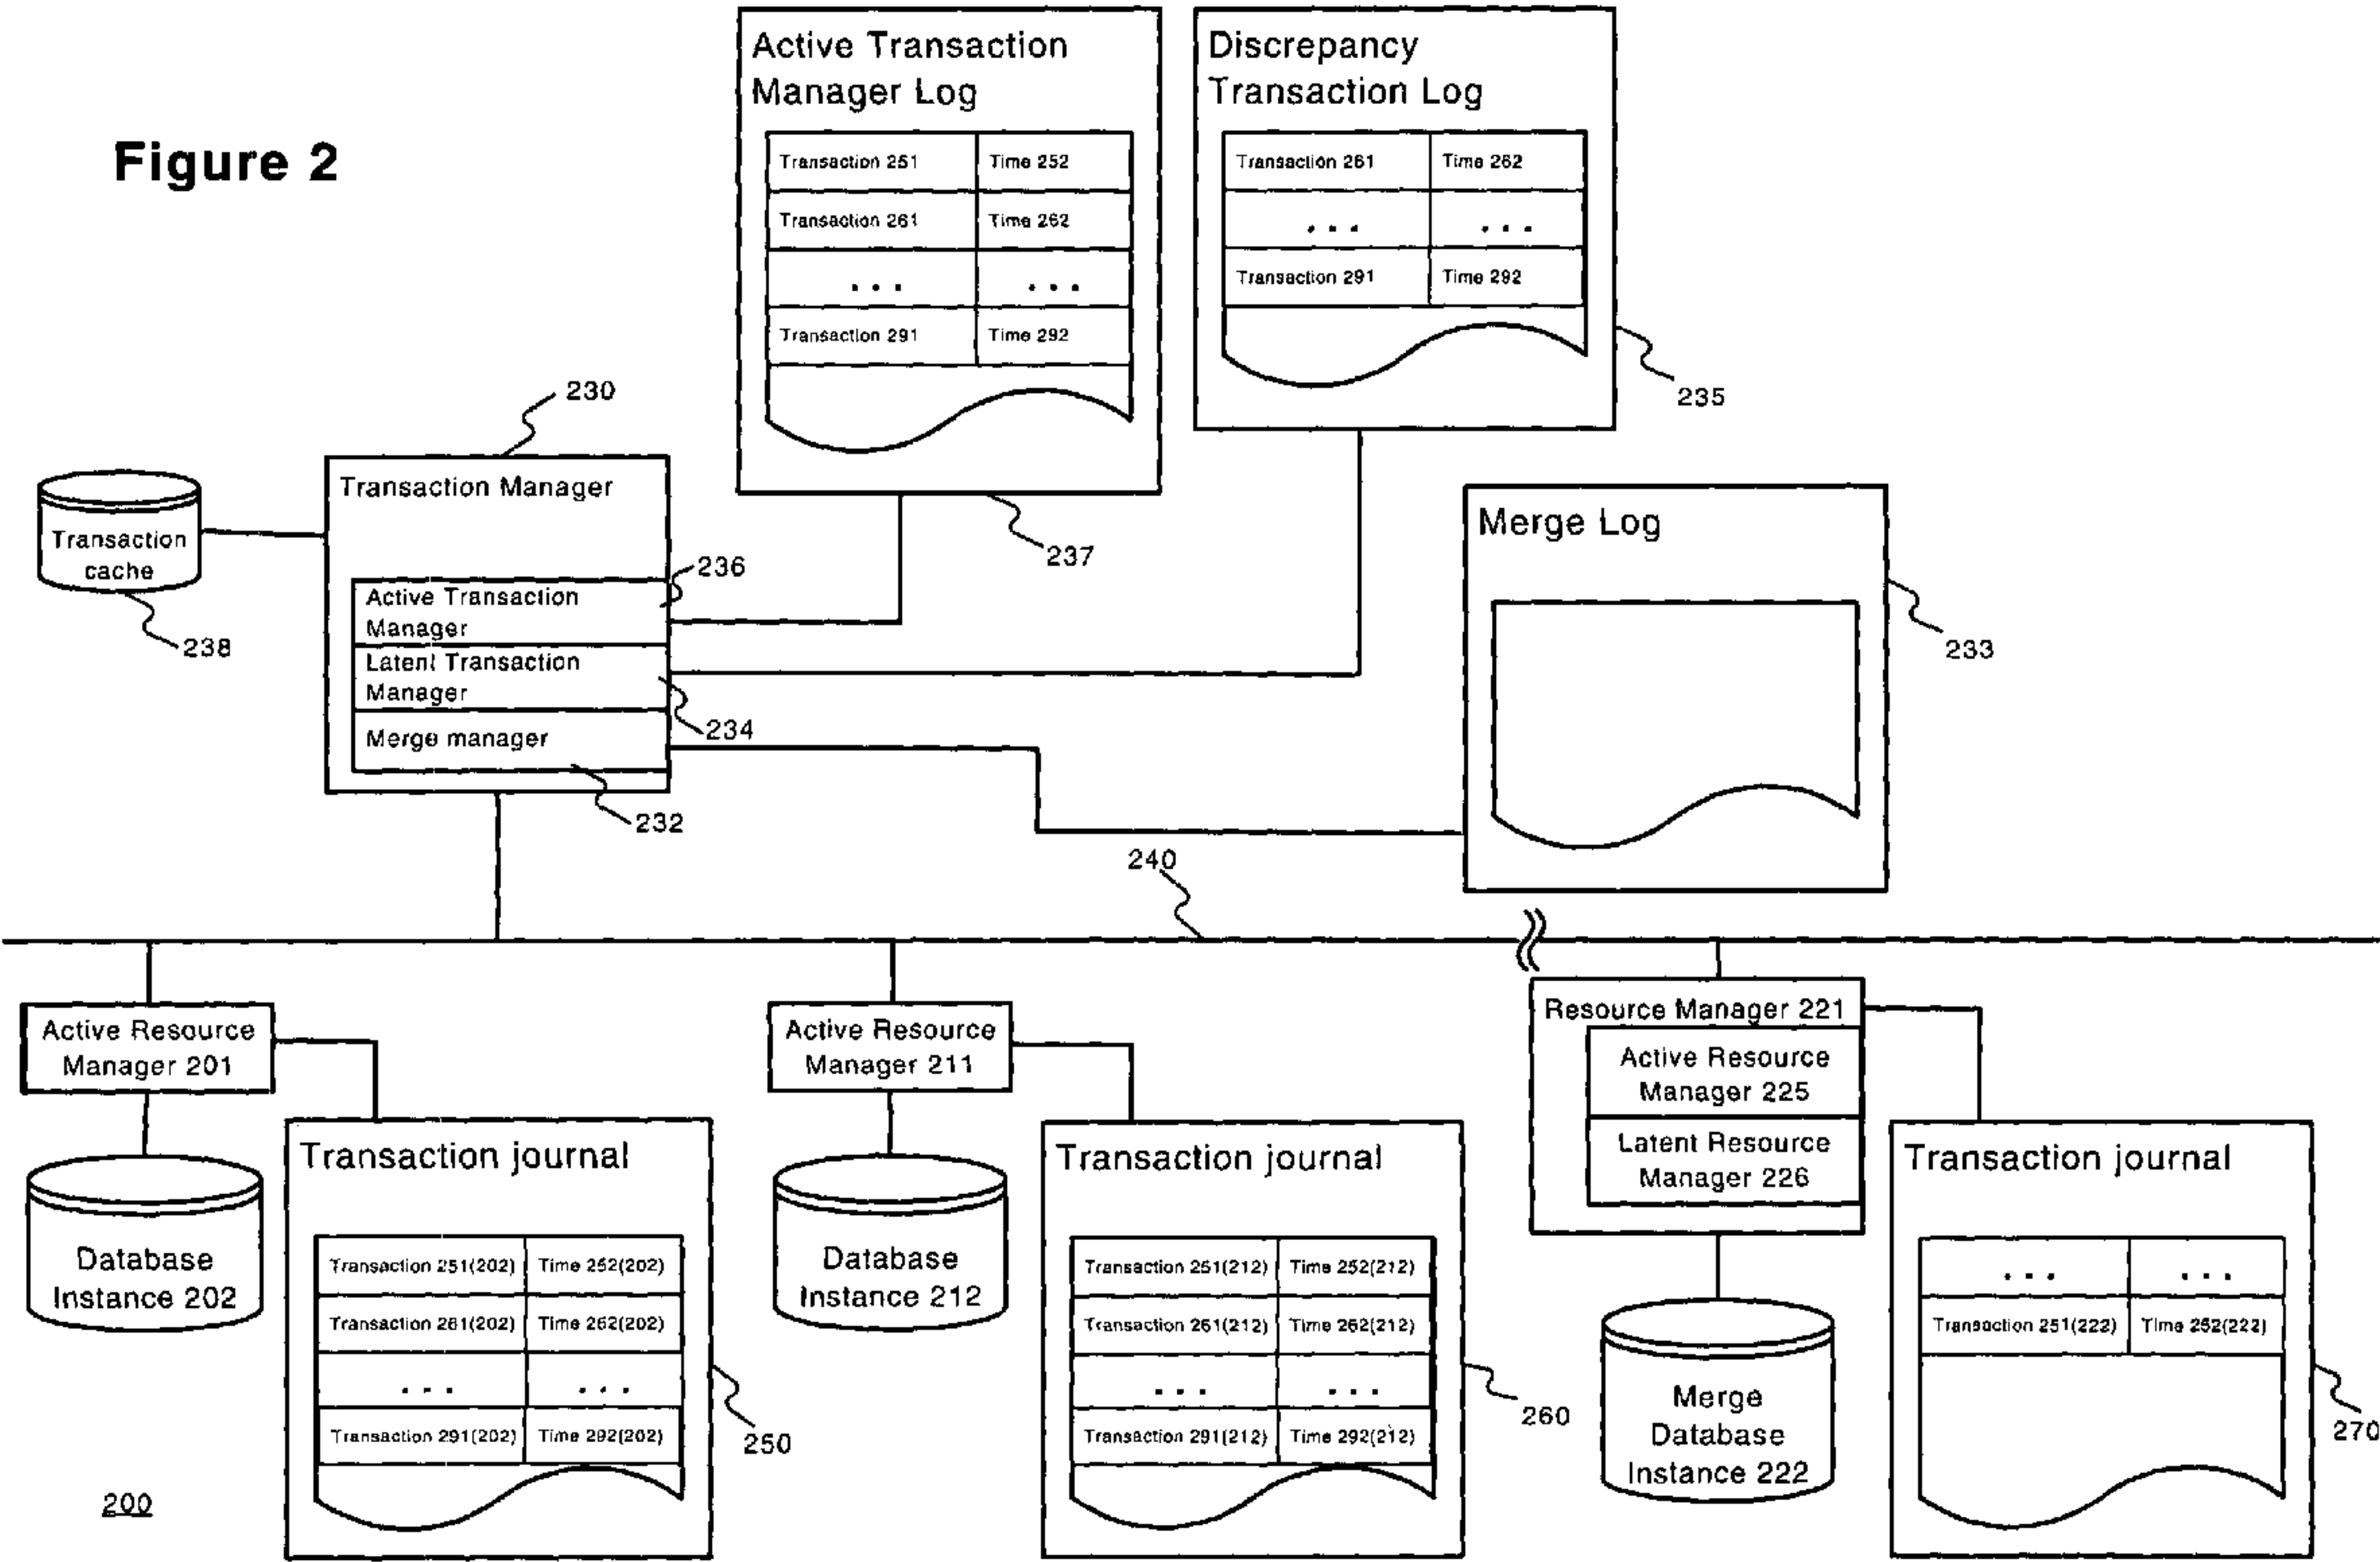 Figure 2
Active Transaction
Manager Log
Transaction 251 Time 252
Transaction 261 Time 262
... ...
Transaction 291 Time 292
237
Discrepancy
Transaction Log
Transaction 261 Time 262
... ...
Transaction 291 Time 292
235
230
Transaction Manager
Transaction
cache
238
236
Active Transaction
Manager
Latent Transaction
Manager
234
Merge manager
232
Merge Log
233
240
Active Resource
Manager 201
Database
Instance 202
Transaction journal
Transaction 251(202) Time 252(202)
Transaction 261(202) Time 262(202)
... ...
Transaction 291(202) Time 292(202)
250
Active Resource
Manager 211
Database
Instance 212
Transaction journal
Transaction 251(212) Time 252(212)
Transaction 261(212) Time 262(212)
... ...
Transaction 291(212) Time 292(212)
260
Resource Manager 221
Active Resource
Manager 225
Latent Resource
Manager 226
Merge
Database
Instance 222
Transaction journal
... ...
Transaction 251(222) Time 252(222)
270
200